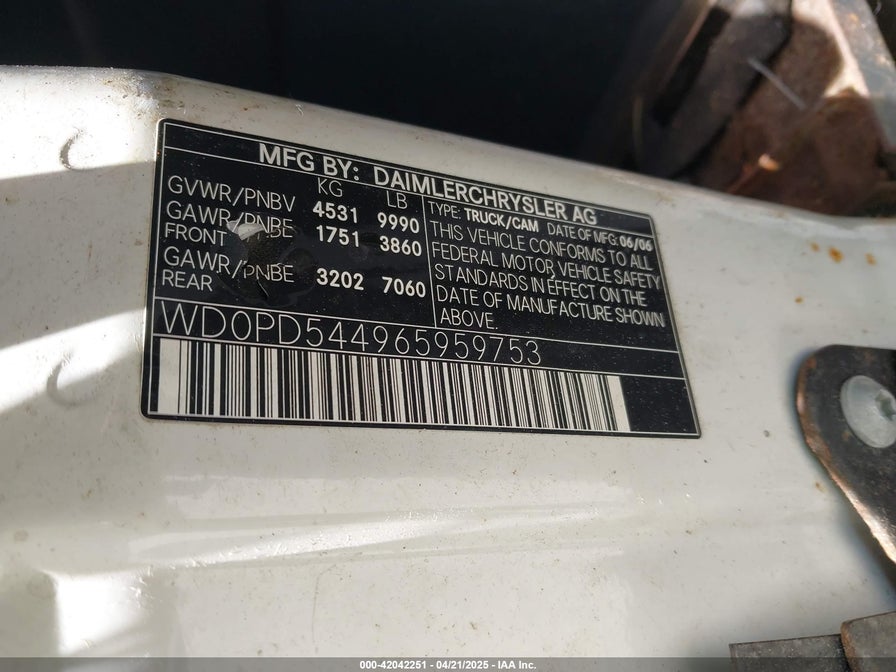 MFG BY: DAIMLERCHRYSLER AG
KG LB
GVWR/PNBV 4531 9990
GAWR/PNBE 1751 3860
FRONT
GAWR/PNBE 3202 7060
REAR
TYPE: TRUCK/CAM DATE OF MFG: 06/06
THIS VEHICLE CONFORMS TO ALL
FEDERAL MOTOR VEHICLE SAFETY
STANDARDS IN EFFECT ON THE
DATE OF MANUFACTURE SHOWN
ABOVE.
WD0PD544965959753
000-42042251 - 04/21/2025 - IAA Inc.